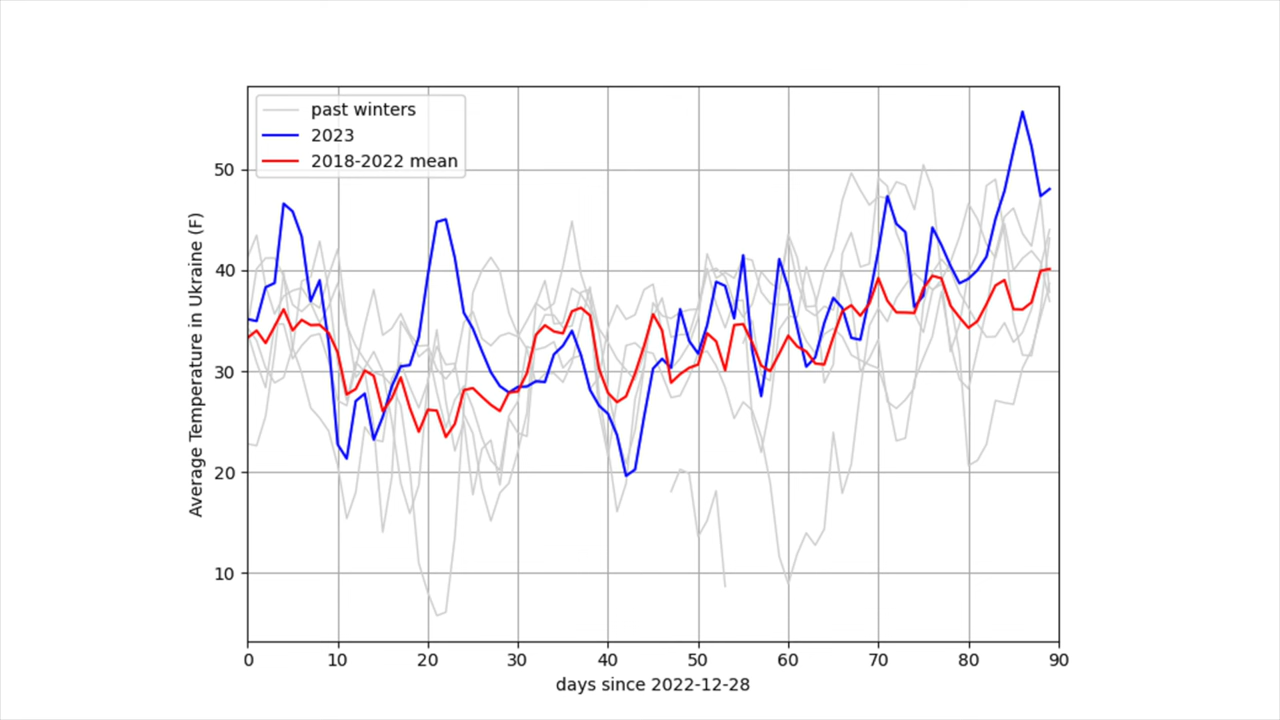 past winters
2023
2018-2022 mean
50
40
30
20
10
Average Temperature in Ukraine (F)
0 10 20 30 40 50 60 70 80 90
days since 2022-12-28